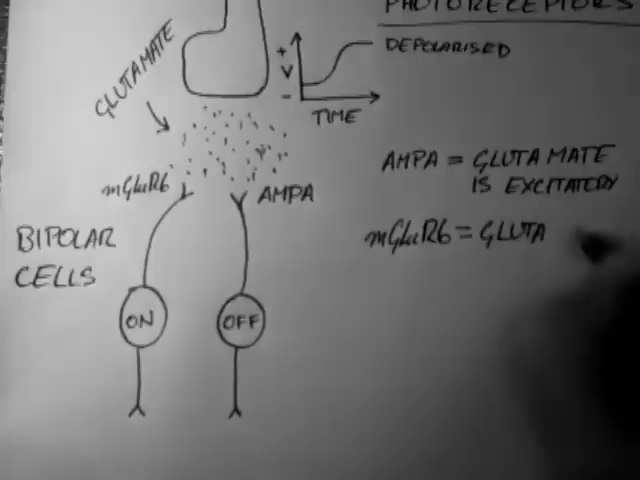 PHOTORECEPTORS
GLUTAMATE
+
V
-
DEPOLARISED
TIME
AMPA = GLUTAMATE
IS EXCITATORY
mGluR6
AMPA
mGluR6 = GLUTA
BIPOLAR
CELLS
ON
OFF